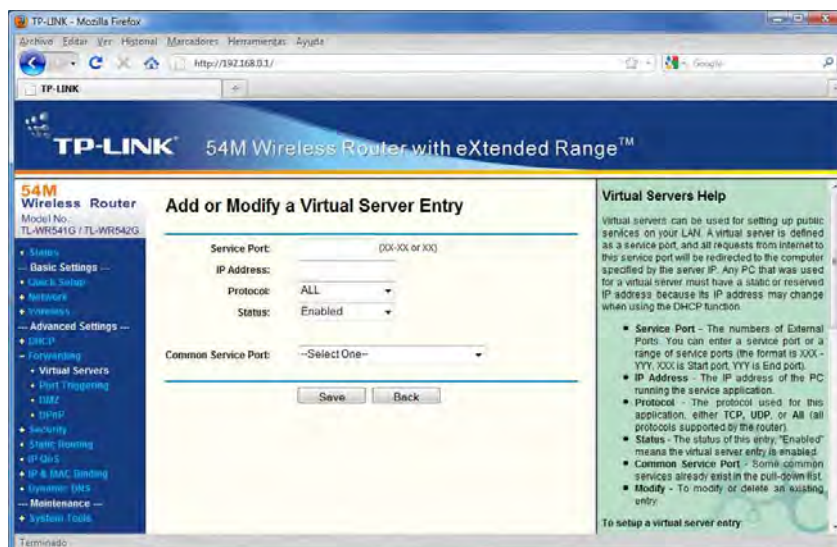 TP-LINK - Mozilla Firefox
Archivo Editar Ver Historial Marcadores Herramientas Ayuda
http://192.168.0.1/
Google
TP-LINK
TP-LINK® 54M Wireless Router with eXtended Range™
54M
Wireless Router
Model No.
TL-WR541G / TL-WR542G
Status
--- Basic Settings ---
Quick Setup
Network
Wireless
--- Advanced Settings ---
DHCP
Forwarding
Virtual Servers
Port Triggering
DMZ
UPnP
Security
Static Routing
IP QoS
IP & MAC Binding
Dynamic DNS
--- Maintenance ---
System Tools
Add or Modify a Virtual Server Entry
Service Port: (XX-XX or XX)
IP Address:
Protocol: ALL
Status: Enabled
Common Service Port: --Select One--
Save Back
Virtual Servers Help
Virtual servers can be used for setting up public
services on your LAN. A virtual server is defined
as a service port, and all requests from Internet to
this service port will be redirected to the computer
specified by the server IP. Any PC that was used
for a virtual server must have a static or reserved
IP address because its IP address may change
when using the DHCP function.
Service Port - The numbers of External
Ports. You can enter a service port or a
range of service ports (the format is XXX -
YYY, XXX is Start port, YYY is End port).
IP Address - The IP address of the PC
running the service application.
Protocol - The protocol used for this
application, either TCP, UDP, or All (all
protocols supported by the router).
Status - The status of this entry, "Enabled"
means the virtual server entry is enabled.
Common Service Port - Some common
services already exist in the pull-down list.
Modify - To modify or delete an existing
entry.
To setup a virtual server entry:
Terminado